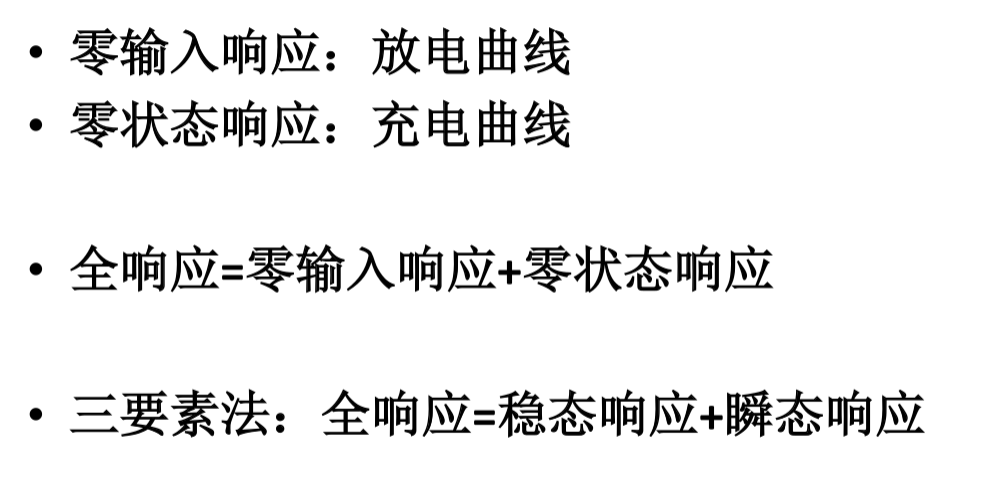 • 零输入响应：放电曲线
• 零状态响应：充电曲线
• 全响应=零输入响应+零状态响应
• 三要素法：全响应=稳态响应+瞬态响应